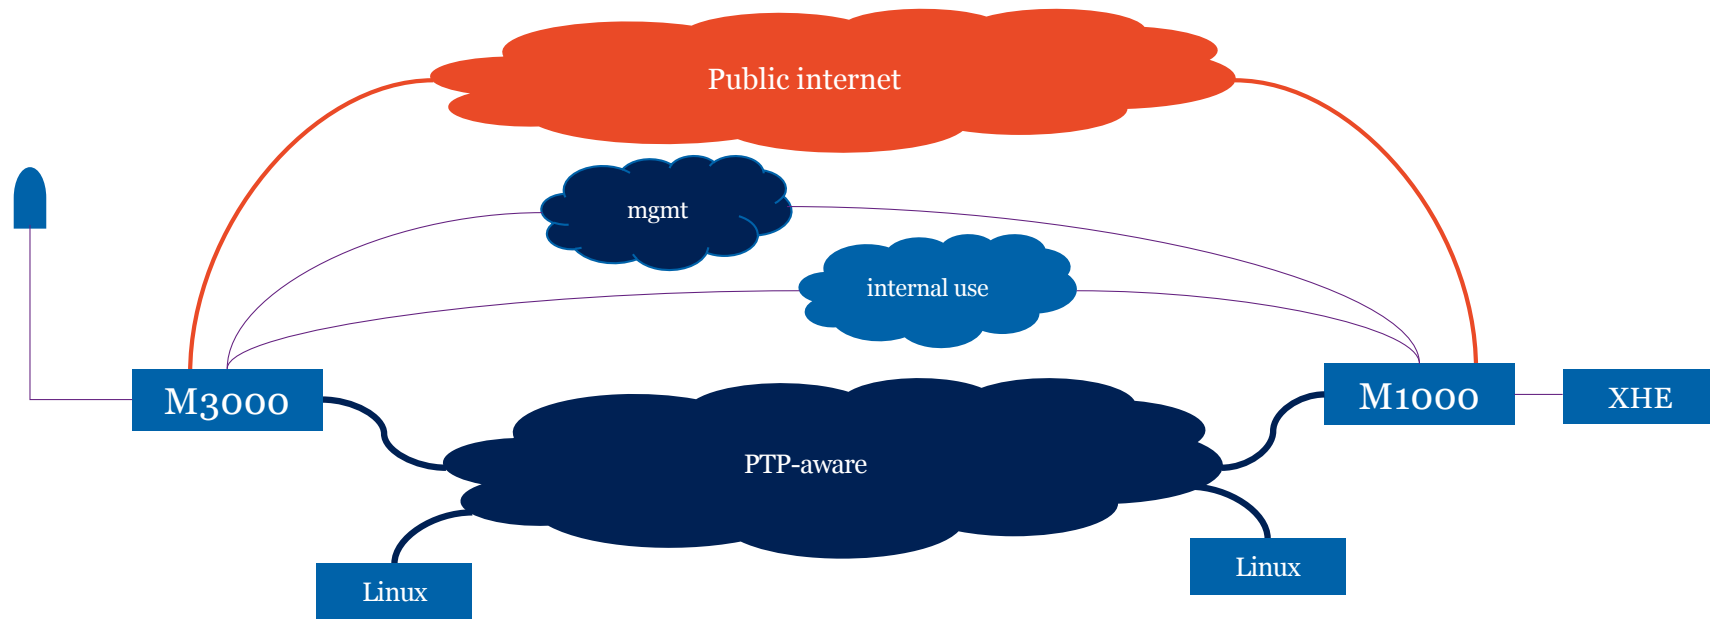 Public internet
mgmt
internal use
M3000
M1000
XHE
PTP-aware
Linux
Linux